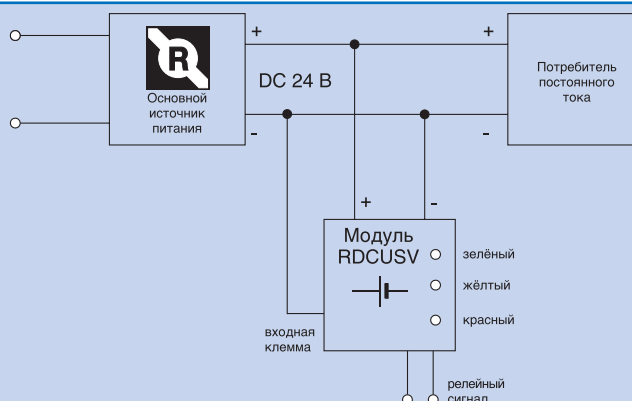 R
Основной
источник
питания
+
-
DC 24 В
+
-
Потребитель
постоянного
тока
+
-
Модуль
RDCUSV
зелёный
жёлтый
красный
входная
клемма
релейный
сигнал